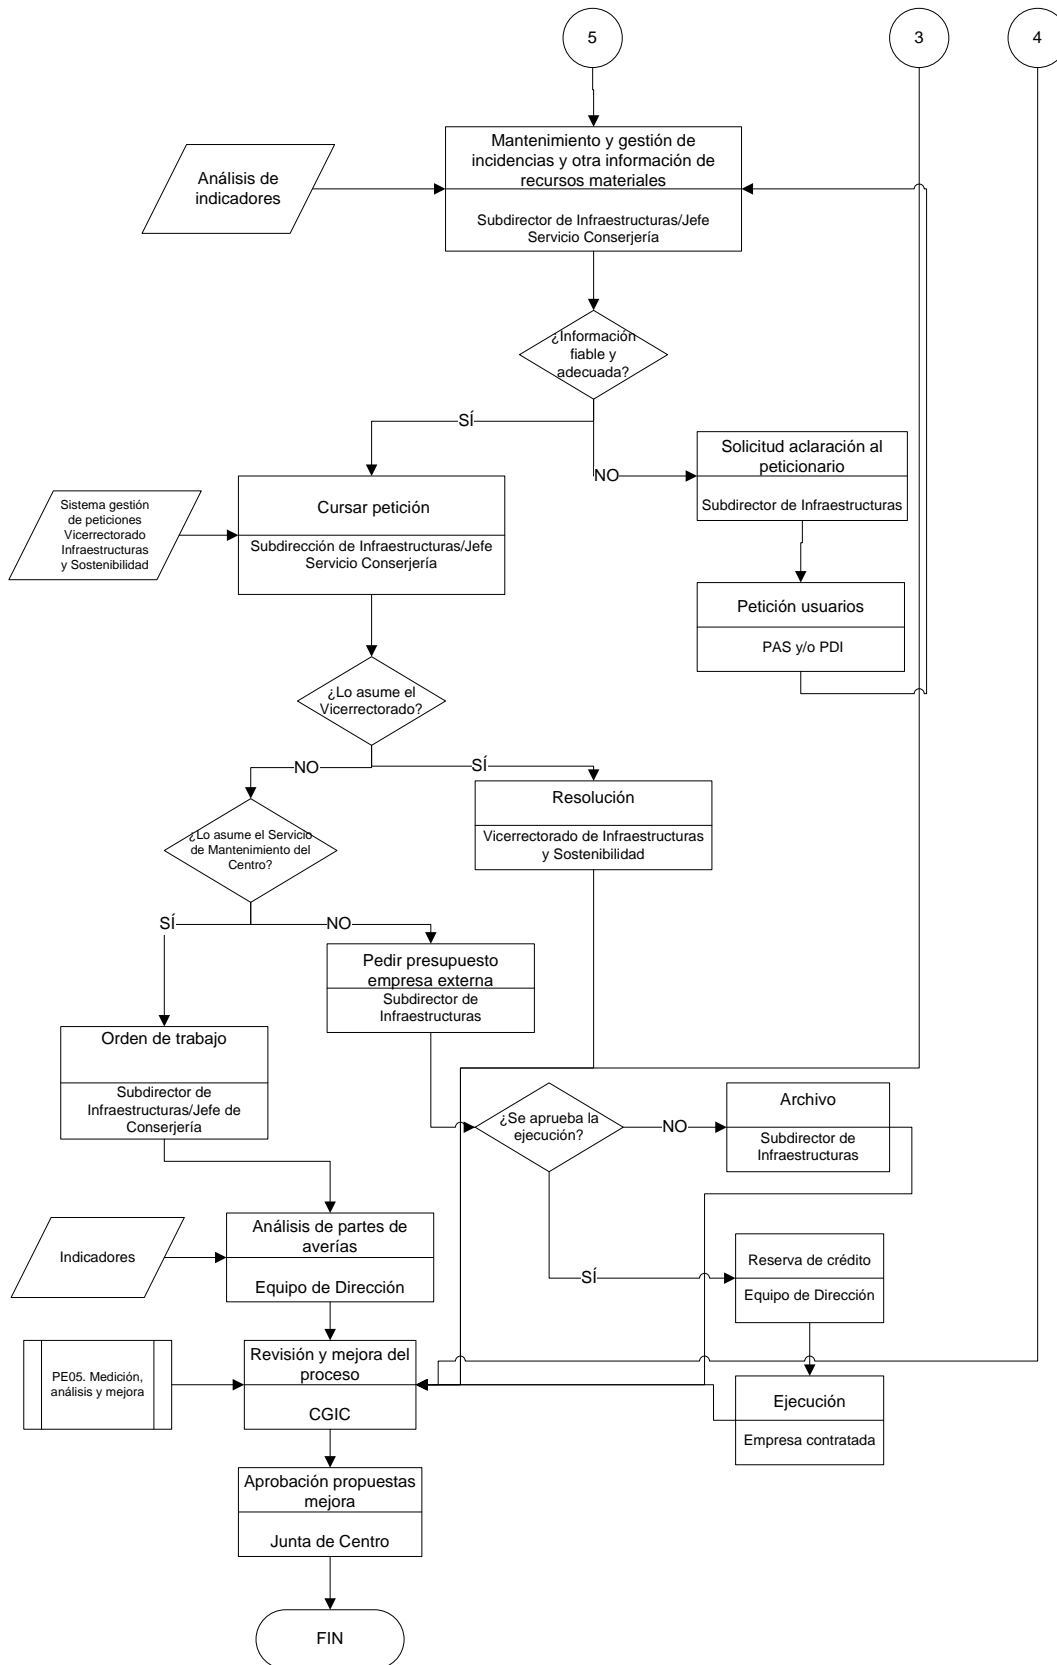 5
3
4
Mantenimiento y gestión de
incidencias y otra información de
recursos materiales
Subdirector de Infraestructuras/Jefe
Servicio Conserjería
Análisis de
indicadores
¿Información
fiable y
adecuada?
SÍ
NO
Solicitud aclaración al
peticionario
Subdirector de Infraestructuras
Sistema gestión
de peticiones
Vicerrectorado
Infraestructuras
y Sostenibilidad
Cursar petición
Subdirección de Infraestructuras/Jefe
Servicio Conserjería
Petición usuarios
PAS y/o PDI
¿Lo asume el
Vicerrectorado?
NO
SÍ
Resolución
Vicerrectorado de Infraestructuras
y Sostenibilidad
¿Lo asume el Servicio
de Mantenimiento del
Centro?
SÍ
NO
Pedir presupuesto
empresa externa
Subdirector de
Infraestructuras
Orden de trabajo
Subdirector de
Infraestructuras/Jefe de
Conserjería
¿Se aprueba la
ejecución?
NO
Archivo
Subdirector de
Infraestructuras
SÍ
Análisis de partes de
averías
Equipo de Dirección
Indicadores
Reserva de crédito
Equipo de Dirección
PE05. Medición,
análisis y mejora
Revisión y mejora del
proceso
CGIC
Ejecución
Empresa contratada
Aprobación propuestas
mejora
Junta de Centro
FIN